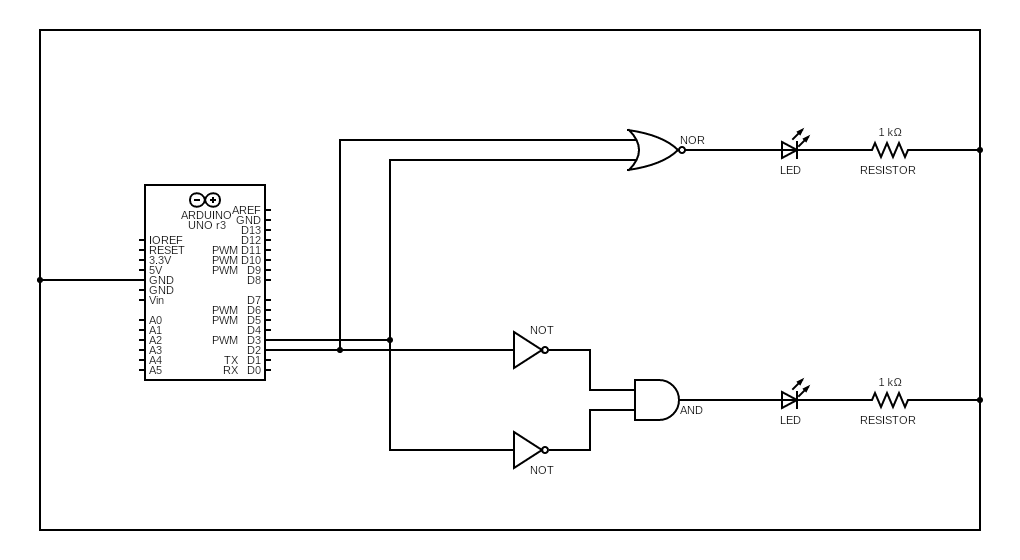 NOR
1 kΩ
LED
RESISTOR
ARDUINO
UNO r3
AREF
GND
D13
D12
IOREF
RESET
PWM D11
3.3V
PWM D10
5V
PWM D9
GND
D8
GND
Vin
D7
PWM D6
A0
PWM D5
A1
D4
A2
PWM D3
A3
D2
A4
TX D1
A5
RX D0
NOT
NOT
AND
1 kΩ
LED
RESISTOR